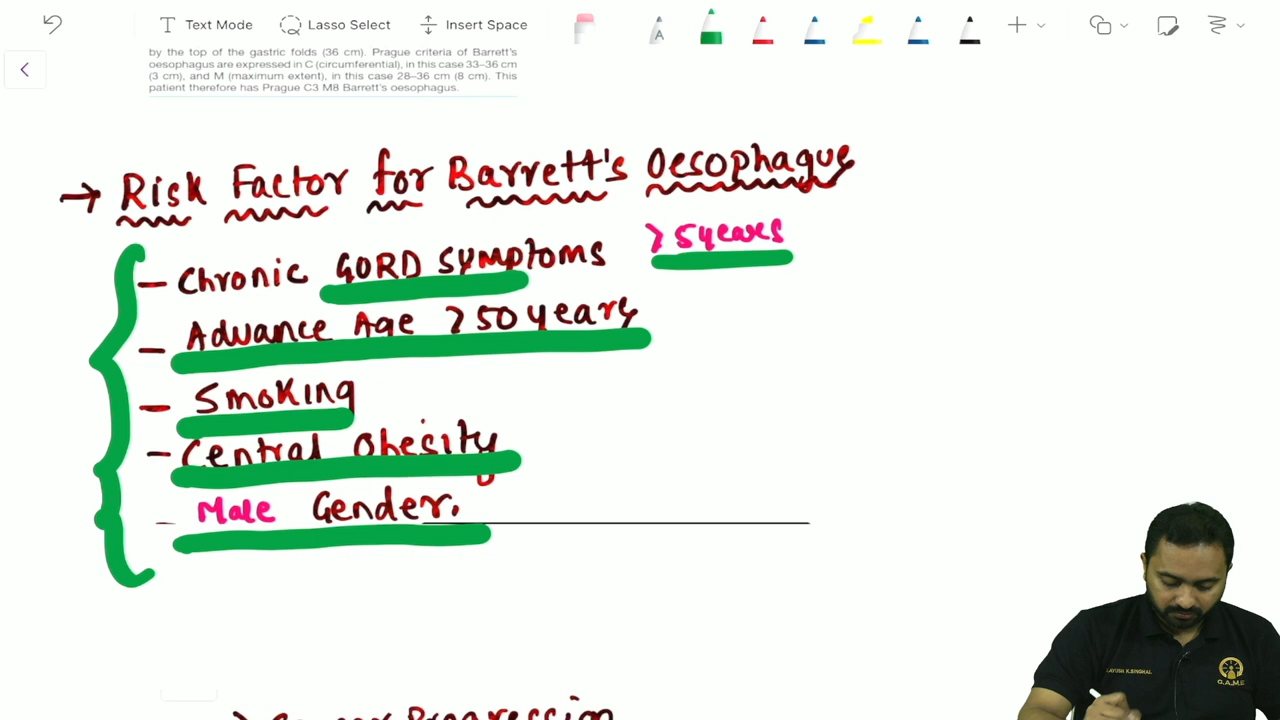 Text Mode Lasso Select Insert Space
A
by the top of the gastric folds (36 cm). Prague criteria of Barrett's
oesophagus are expressed in C (circumferential), in this case 33–36 cm
(3 cm), and M (maximum extent), in this case 28–36 cm (8 cm). This
patient therefore has Prague C3 M8 Barrett's oesophagus.
→ Risk Factor for Barrett's Oesophagus
- Chronic GORD symptoms > 5 years
- Advance Age > 50 years
- Smoking
- Central Obesity
- Male Gender.
G.A.M.E
Progression